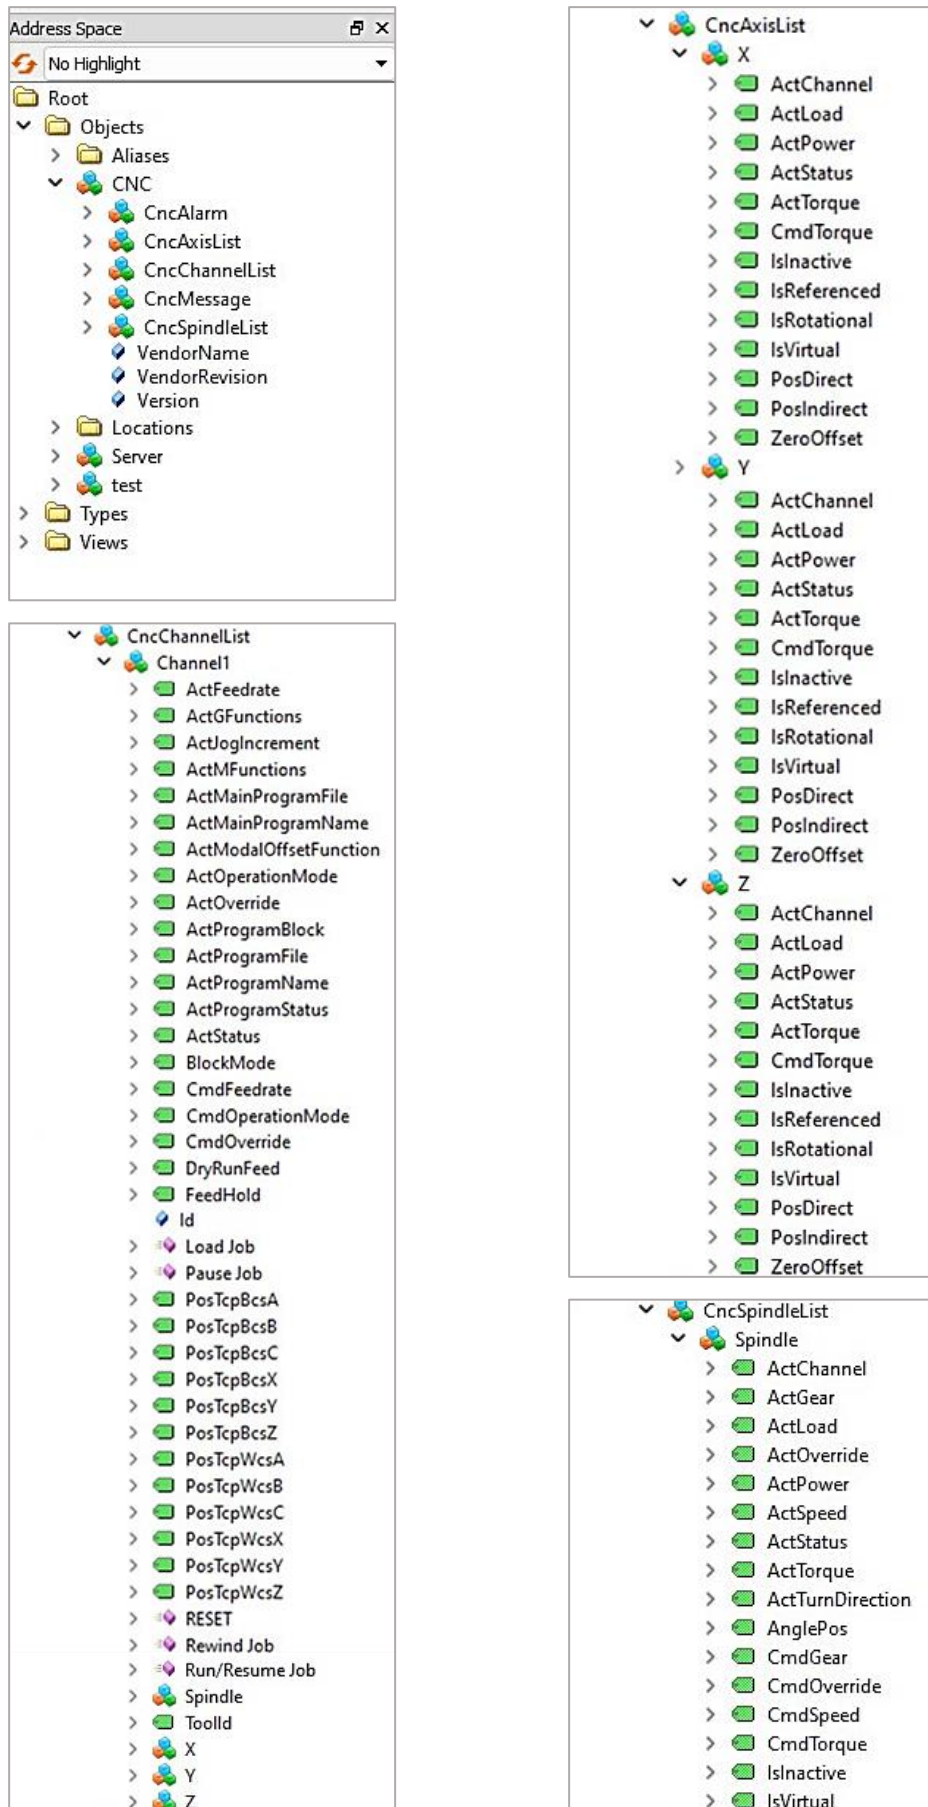 Address Space
No Highlight
Root
Objects
Aliases
CNC
CncAlarm
CncAxisList
CncChannelList
CncMessage
CncSpindleList
VendorName
VendorRevision
Version
Locations
Server
test
Types
Views
CncChannelList
Channel1
ActFeedrate
ActGFunctions
ActJogIncrement
ActMFunctions
ActMainProgramFile
ActMainProgramName
ActModalOffsetFunction
ActOperationMode
ActOverride
ActProgramBlock
ActProgramFile
ActProgramName
ActProgramStatus
ActStatus
BlockMode
CmdFeedrate
CmdOperationMode
CmdOverride
DryRunFeed
FeedHold
Id
Load Job
Pause Job
PosTcpBcsA
PosTcpBcsB
PosTcpBcsC
PosTcpBcsX
PosTcpBcsY
PosTcpBcsZ
PosTcpWcsA
PosTcpWcsB
PosTcpWcsC
PosTcpWcsX
PosTcpWcsY
PosTcpWcsZ
RESET
Rewind Job
Run/Resume Job
Spindle
ToolId
X
Y
Z
CncAxisList
X
ActChannel
ActLoad
ActPower
ActStatus
ActTorque
CmdTorque
IsInactive
IsReferenced
IsRotational
IsVirtual
PosDirect
PosIndirect
ZeroOffset
Y
ActChannel
ActLoad
ActPower
ActStatus
ActTorque
CmdTorque
IsInactive
IsReferenced
IsRotational
IsVirtual
PosDirect
PosIndirect
ZeroOffset
Z
ActChannel
ActLoad
ActPower
ActStatus
ActTorque
CmdTorque
IsInactive
IsReferenced
IsRotational
IsVirtual
PosDirect
PosIndirect
ZeroOffset
CncSpindleList
Spindle
ActChannel
ActGear
ActLoad
ActOverride
ActPower
ActSpeed
ActStatus
ActTorque
ActTurnDirection
AnglePos
CmdGear
CmdOverride
CmdSpeed
CmdTorque
IsInactive
IsVirtual